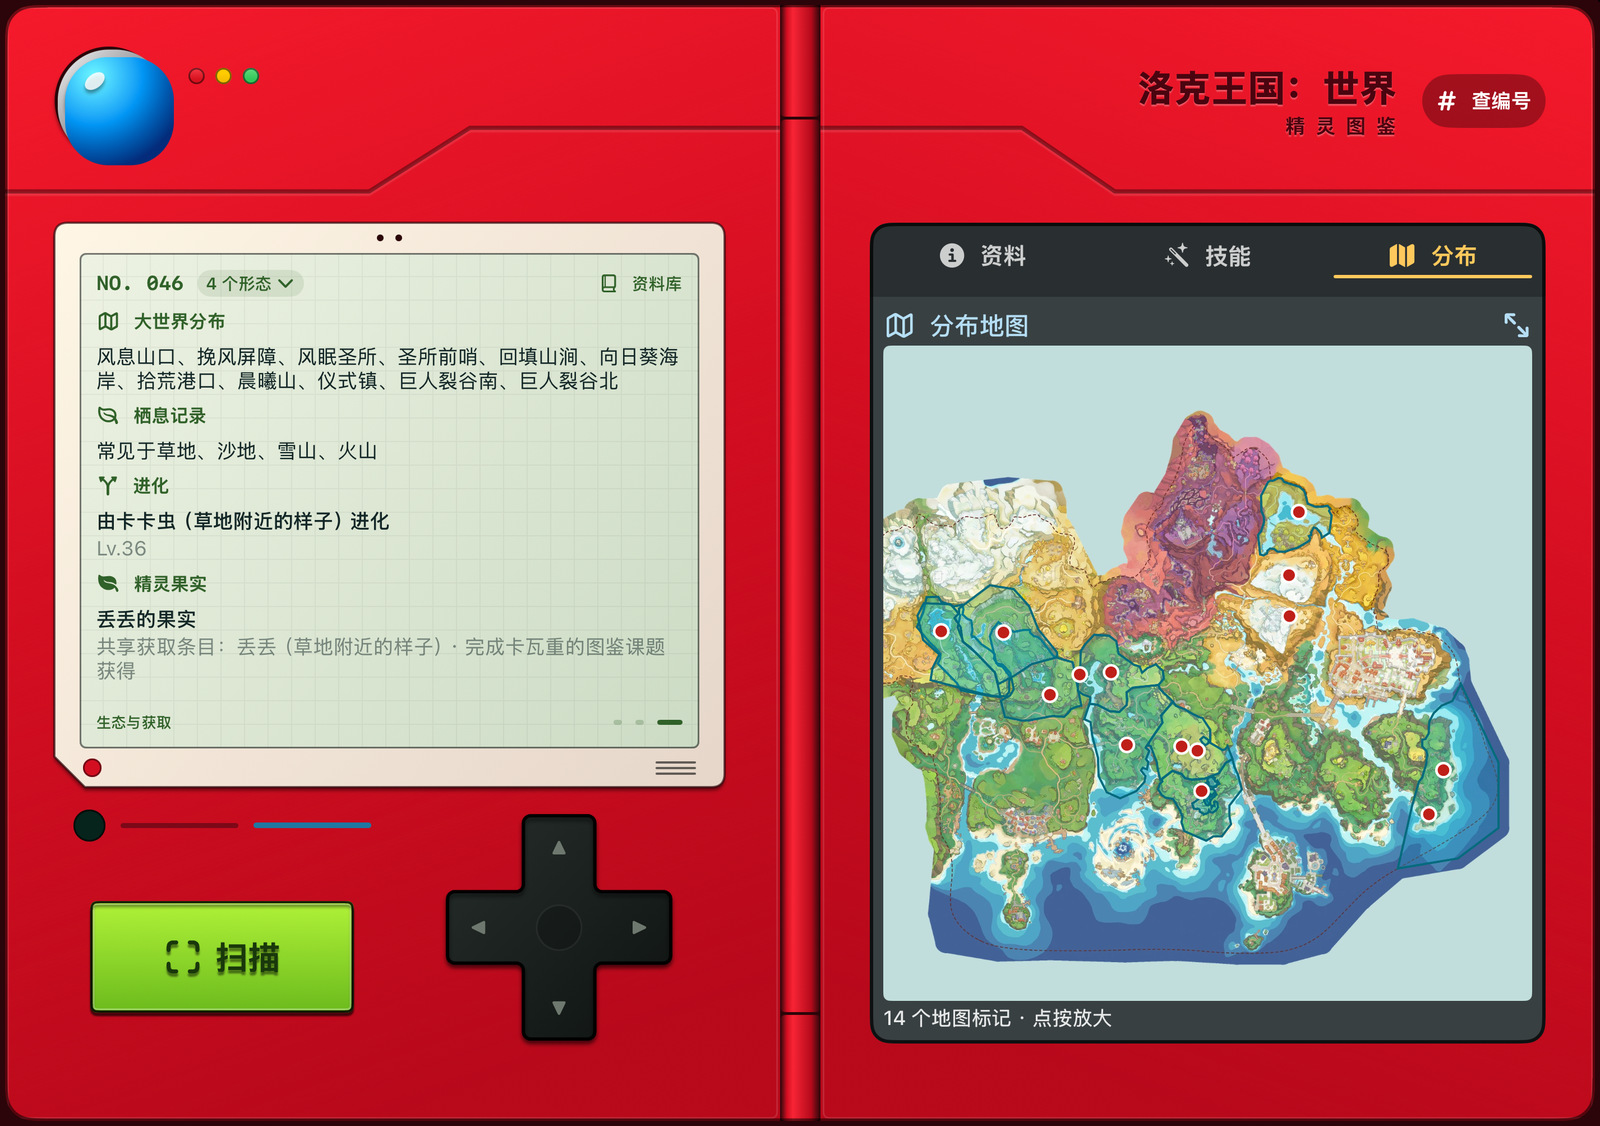 洛克王国：世界
精灵图鉴
# 查编号
NO. 046 4 个形态 资料库
大世界分布
风息山口、挽风屏障、风眠圣所、圣所前哨、回填山涧、向日葵海
岸、拾荒港口、晨曦山、仪式镇、巨人裂谷南、巨人裂谷北
栖息记录
常见于草地、沙地、雪山、火山
进化
由卡卡虫（草地附近的样子）进化
Lv.36
精灵果实
丢丢的果实
共享获取条目：丢丢（草地附近的样子）· 完成卡瓦重的图鉴课题
获得
生态与获取
扫描
资料 技能 分布
分布地图
14 个地图标记 · 点按放大